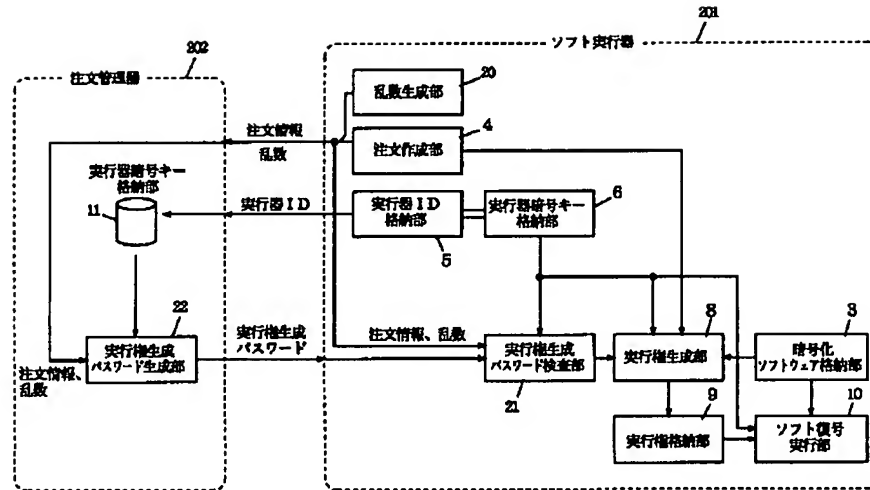 201
202
ソフト実行器
注文管理器
20
乱数生成部
注文情報
4
乱数
注文作成部
実行器暗号キー
格納部
6
11
実行器ID
実行器ID
格納部
実行器暗号キー
格納部
5
22
8
3
実行権生成
パスワード
注文情報、乱数
実行権生成
パスワード生成部
実行権生成
パスワード検査部
実行権生成部
暗号化
ソフトウェア格納部
注文情報、
乱数
21
9
10
実行権格納部
ソフト復号
実行部